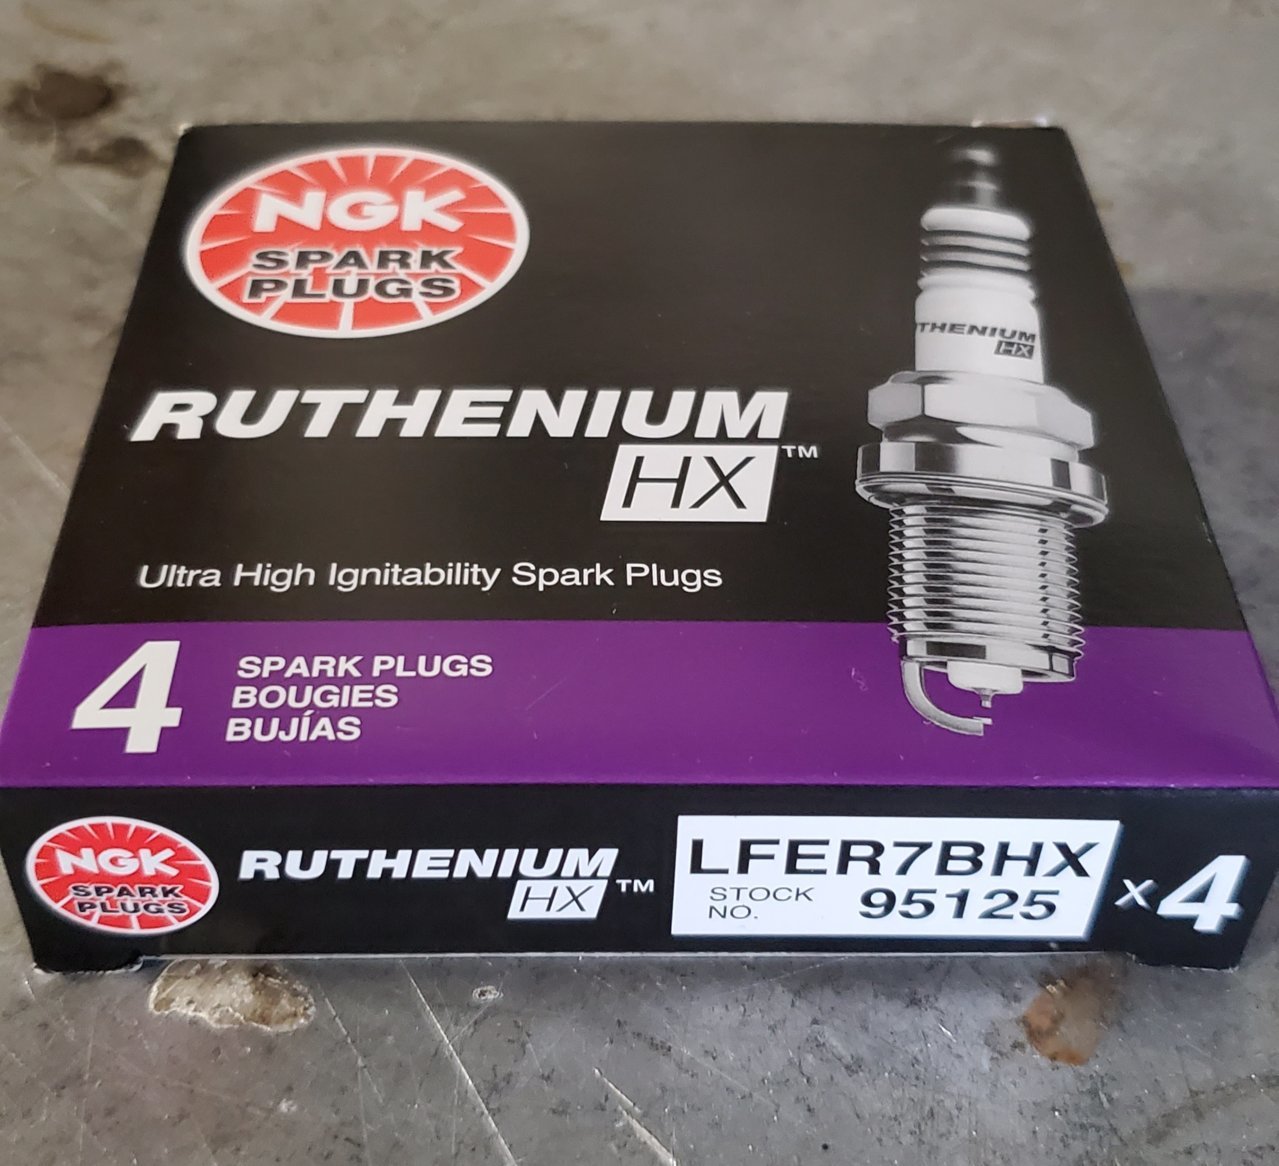 NGK
SPARK
PLUGS
RUTHENIUM
HX™
THENIUM
HX
Ultra High Ignitability Spark Plugs
4
SPARK PLUGS
BOUGIES
BUJÍAS
NGK
SPARK
PLUGS
RUTHENIUM
HX™
LFER7BHX
STOCK
NO. 95125
x4